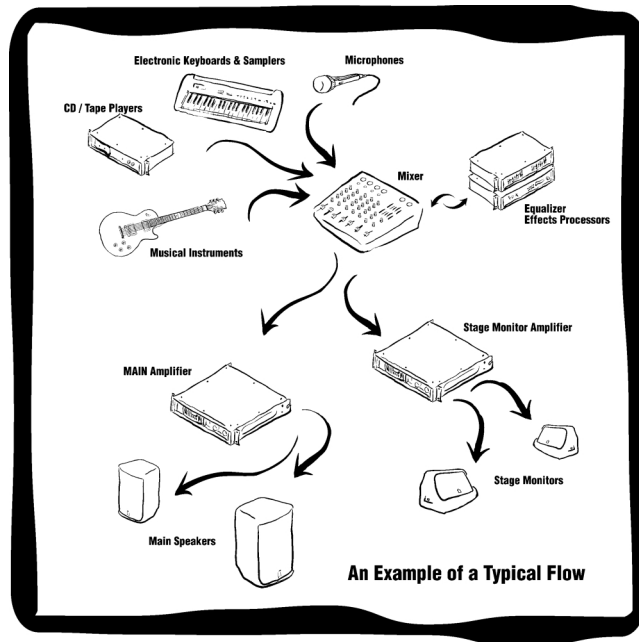 Electronic Keyboards & Samplers
Microphones
CD / Tape Players
Mixer
Equalizer
Effects Processors
Musical Instruments
Stage Monitor Amplifier
MAIN Amplifier
Stage Monitors
Main Speakers
An Example of a Typical Flow